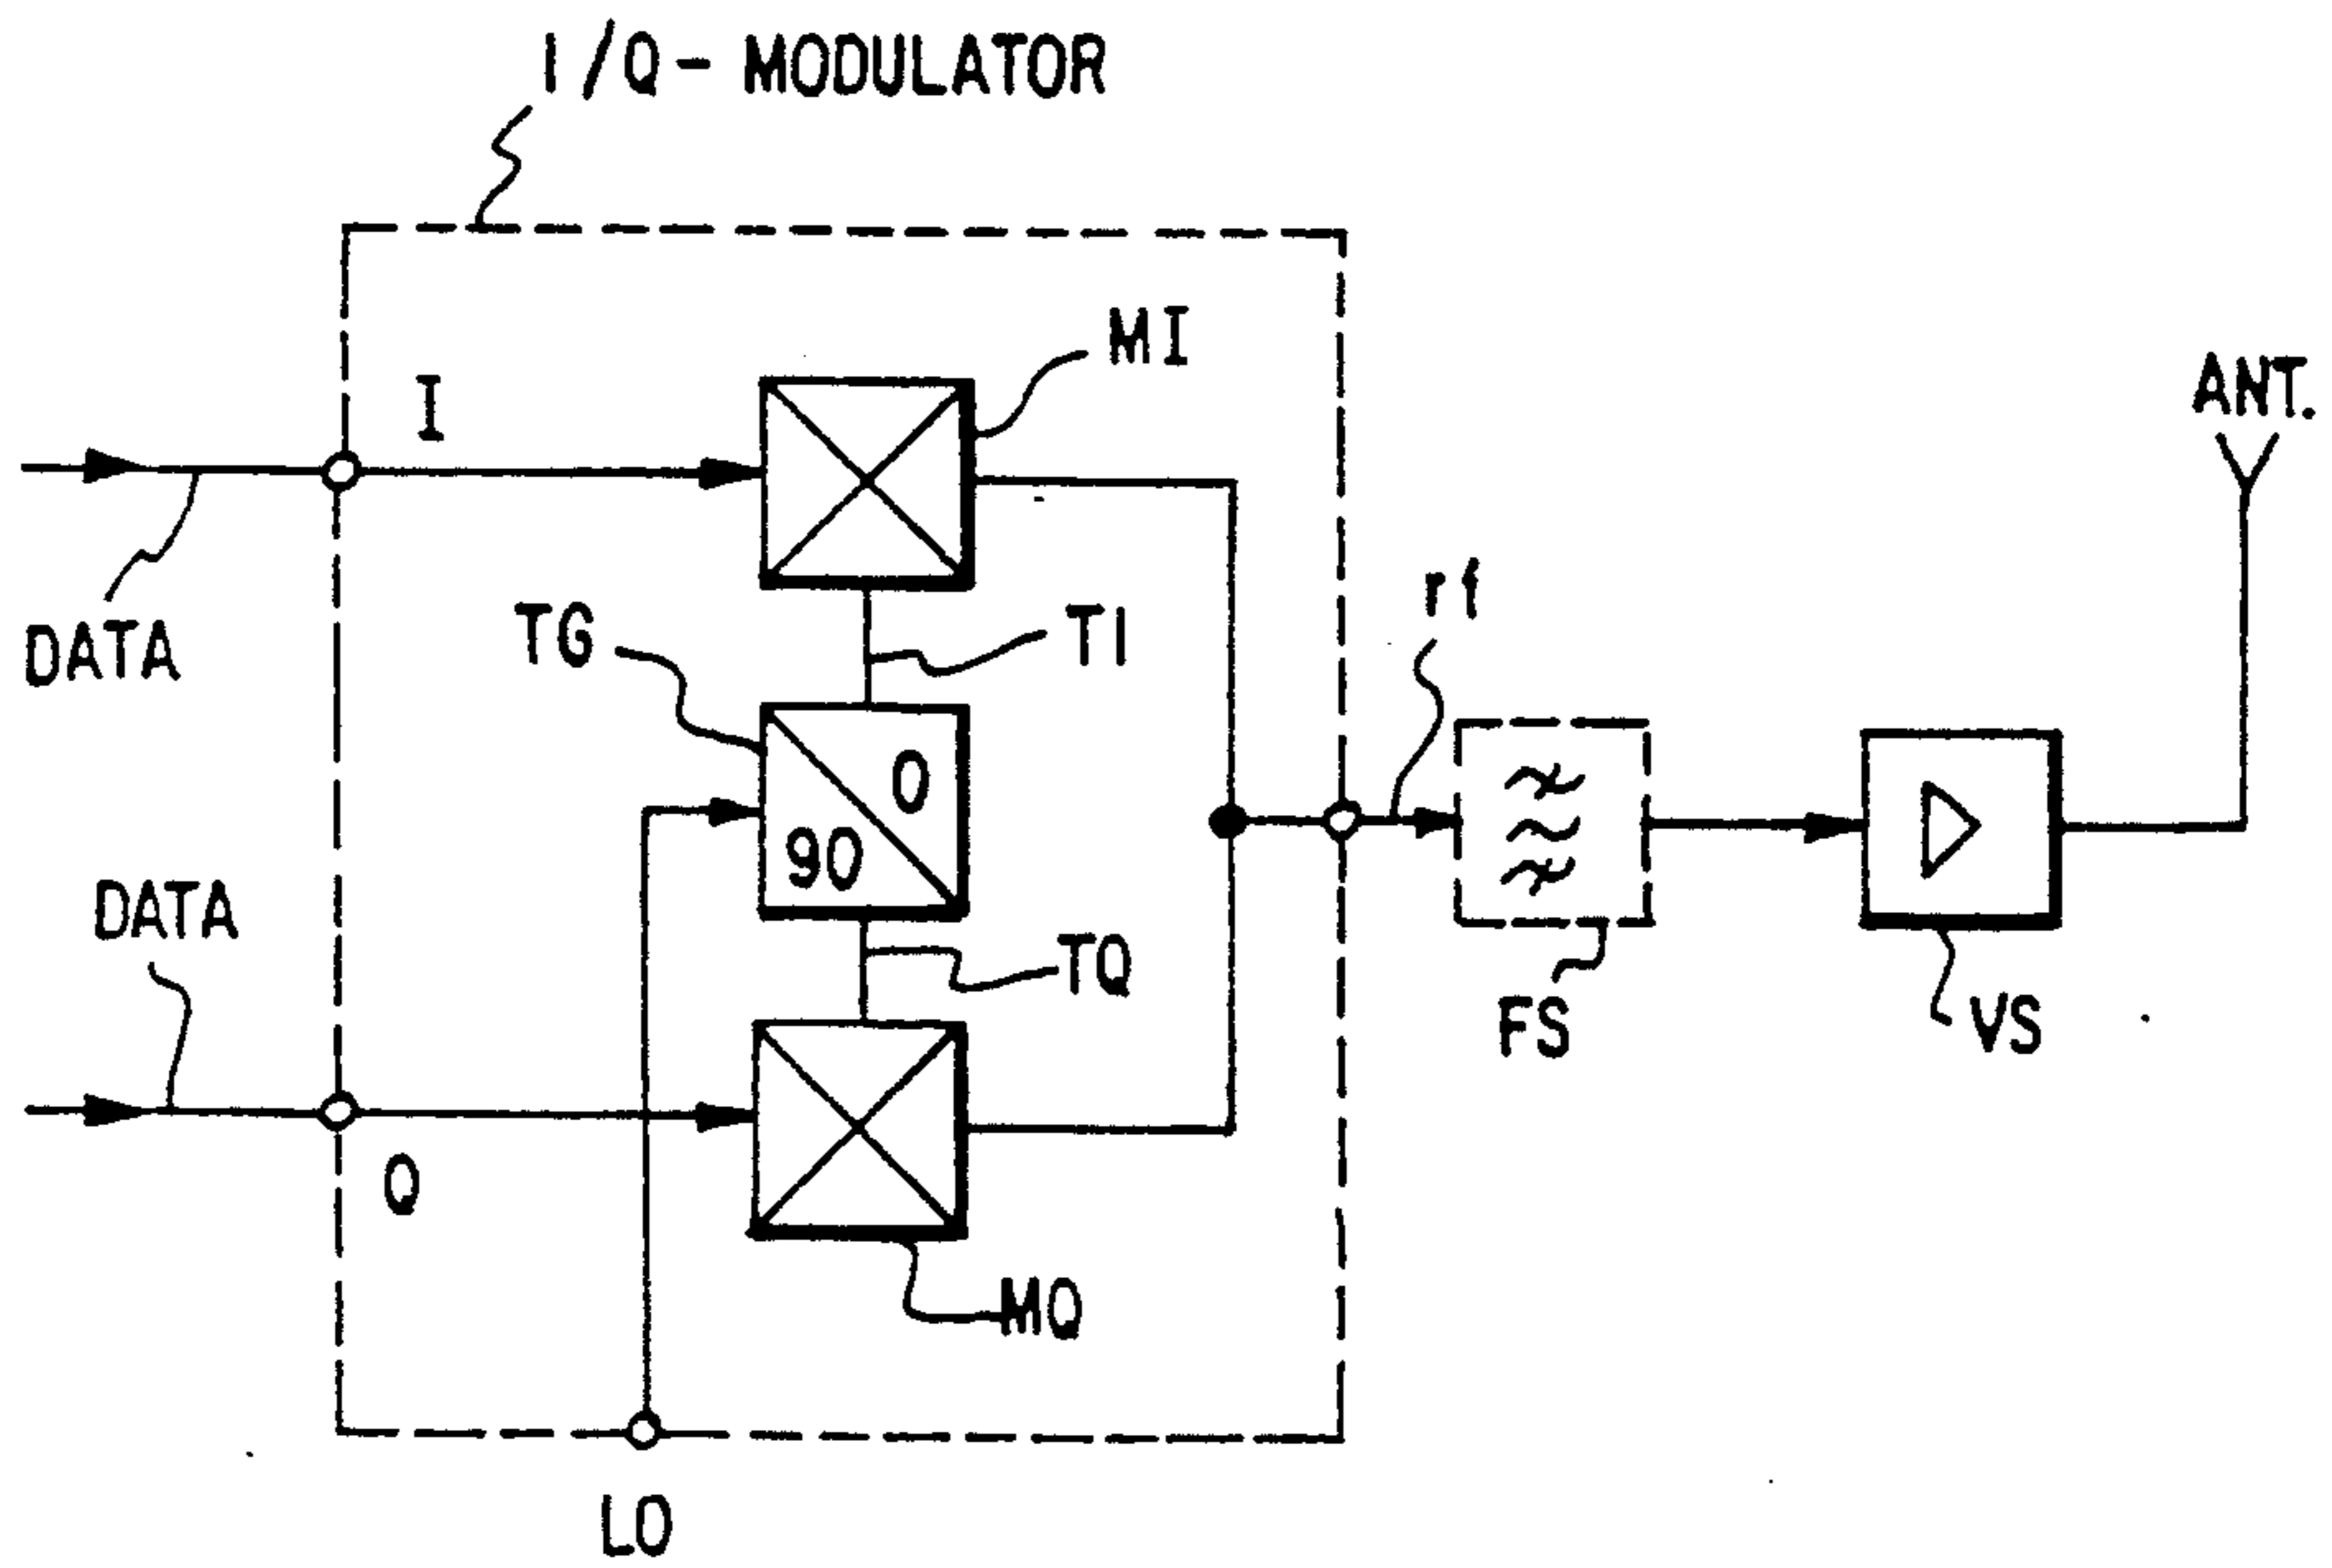 I/Q- MODULATOR
MI
I
ANT.
rf
DATA
TG
TI
0
90
DATA
TQ
FS
VS
Q
MQ
LO